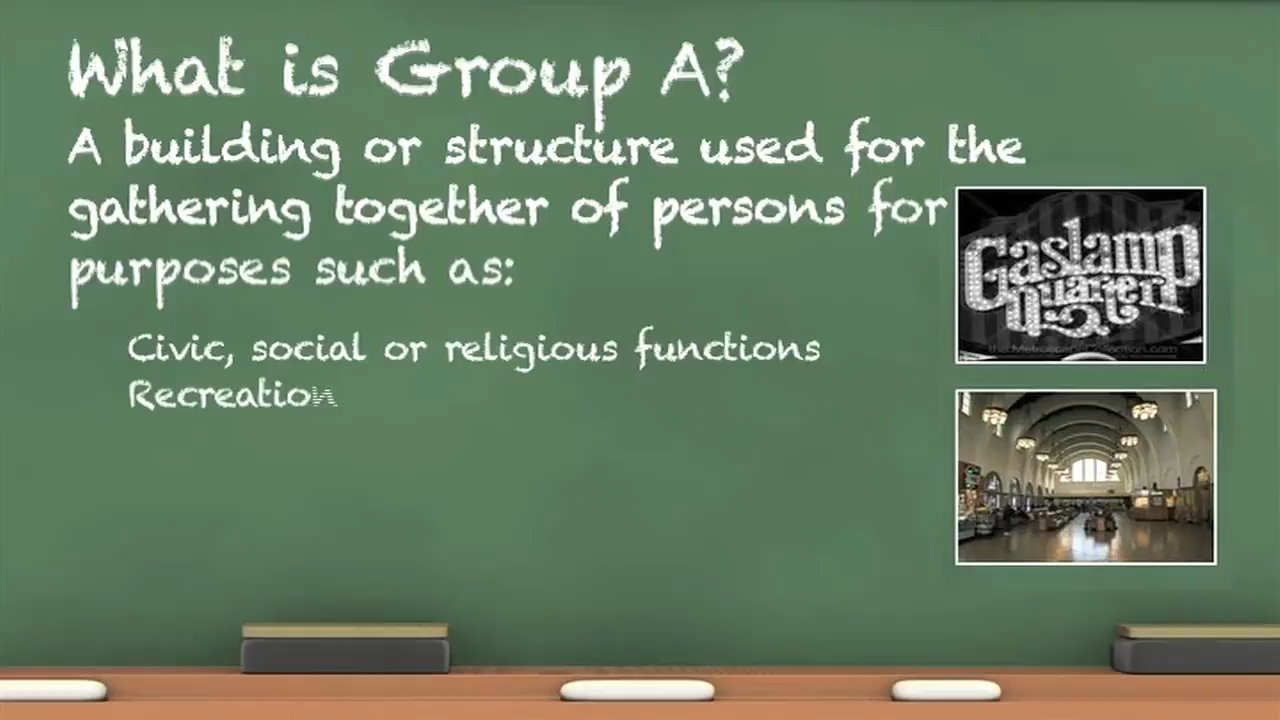 What is Group A?
A building or structure used for the
gathering together of persons for
purposes such as:
Civic, social or religious functions
Recreation
Gaslamp
Quarter